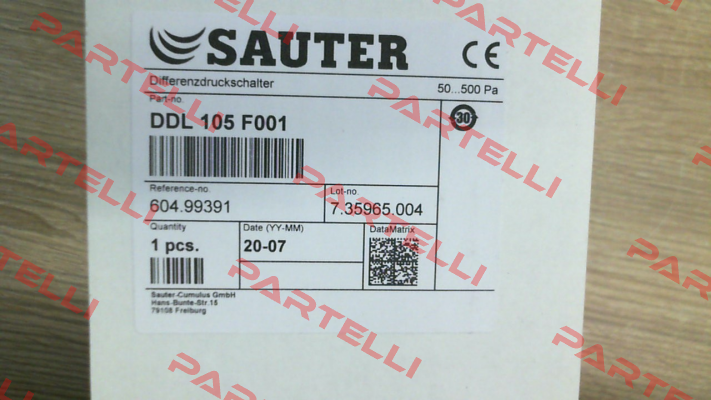 SAUTER
CE
Differenzdruckschalter
50...500 Pa
Part-no.
DDL 105 F001
30
Reference-no.
604.99391
Lot-no.
7.35965.004
Quantity
1 pcs.
Date (YY-MM)
20-07
DataMatrix
Sauter-Cumulus GmbH
Hans-Bunte-Str.15
79108 Freiburg
PARTELLI
PARTELLI
PARTELLI
PARTELLI
PARTELLI
PARTELLI
PARTELLI